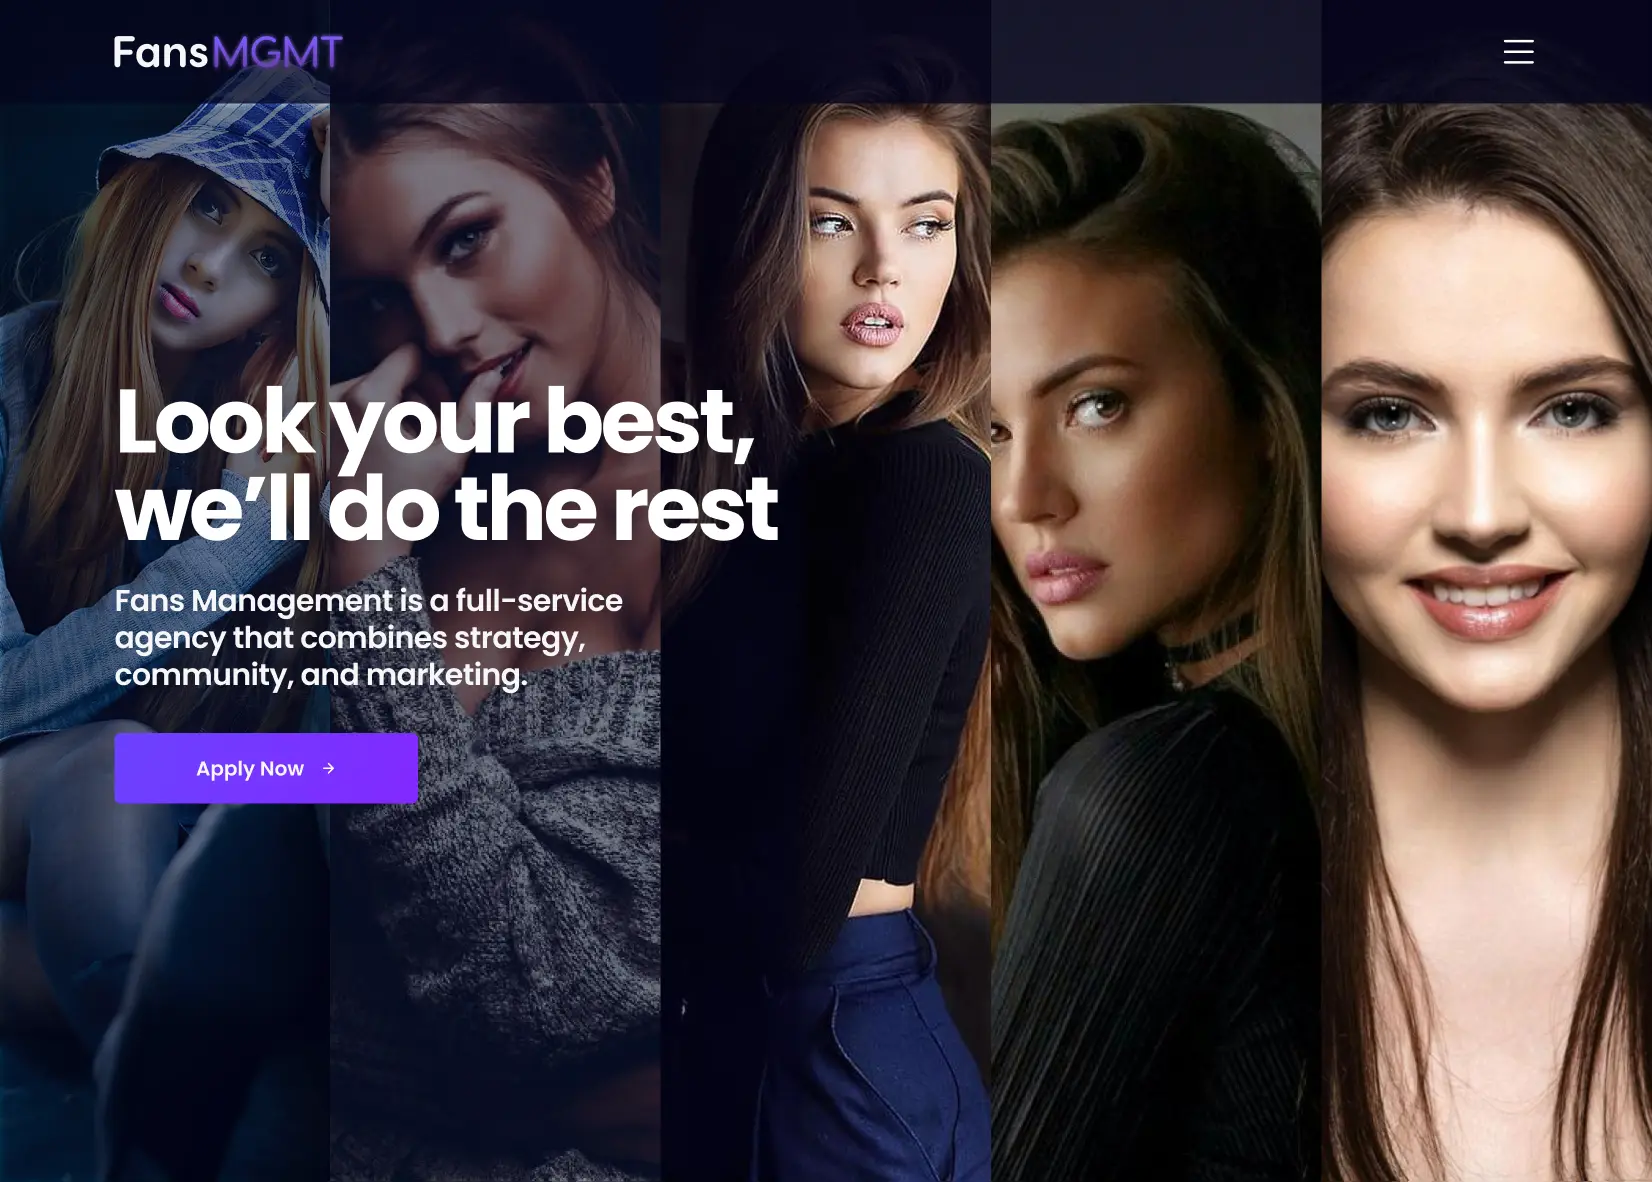 FansMGMT
Look your best,
we’ll do the rest
Fans Management is a full-service
agency that combines strategy,
community, and marketing.
Apply Now →